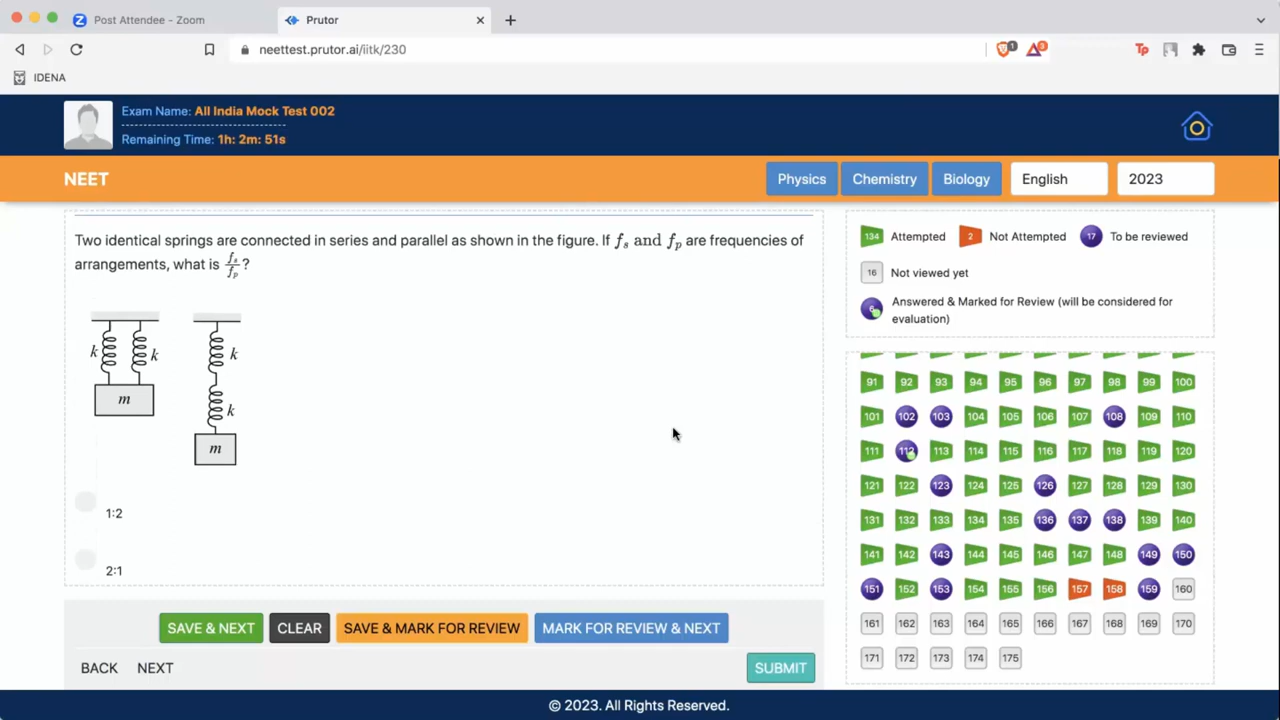 Post Attendee - Zoom
Prutor
neettest.prutor.ai/iitk/230
1
3
Tp
IDENA
Exam Name: All India Mock Test 002
Remaining Time: 1h: 2m: 51s
NEET
Physics
Chemistry
Biology
English
2023
Two identical springs are connected in series and parallel as shown in the figure. If f_s and f_p are frequencies of
arrangements, what is f_s/f_p?
k k k
m
k
m
1:2
2:1
134 Attempted 2 Not Attempted 17 To be reviewed
16 Not viewed yet
Answered & Marked for Review (will be considered for
evaluation)
91 92 93 94 95 96 97 98 99 100
101 102 103 104 105 106 107 108 109 110
111 112 113 114 115 116 117 118 119 120
121 122 123 124 125 126 127 128 129 130
131 132 133 134 135 136 137 138 139 140
141 142 143 144 145 146 147 148 149 150
151 152 153 154 155 156 157 158 159 160
161 162 163 164 165 166 167 168 169 170
171 172 173 174 175
SAVE & NEXT
CLEAR
SAVE & MARK FOR REVIEW
MARK FOR REVIEW & NEXT
BACK
NEXT
SUBMIT
© 2023. All Rights Reserved.